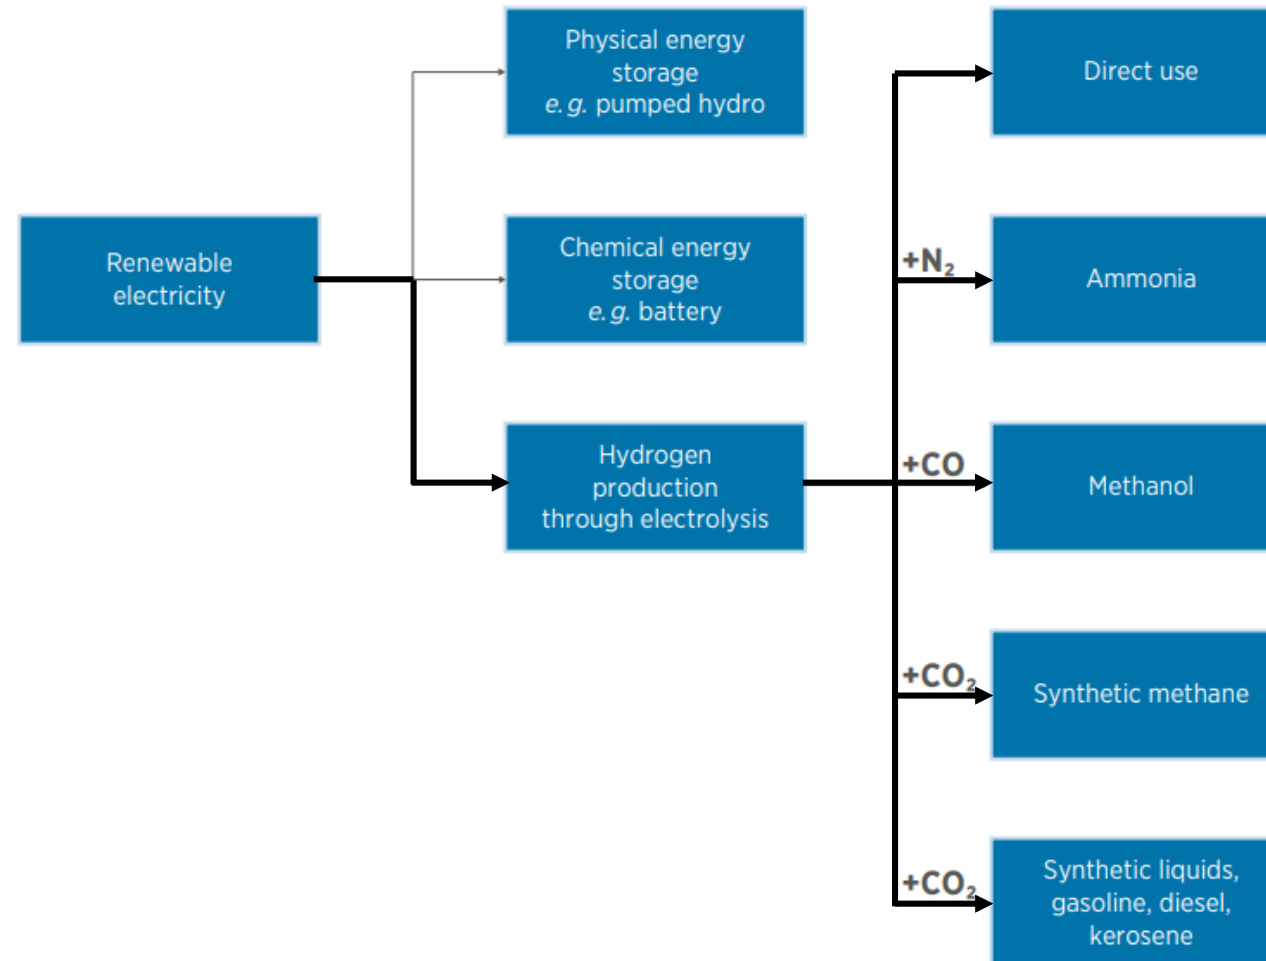 Physical energy
storage
e.g. pumped hydro
Direct use
Renewable
electricity
Chemical energy
storage
e.g. battery
+N₂
Ammonia
Hydrogen
production
through electrolysis
+CO
Methanol
+CO₂
Synthetic methane
+CO₂
Synthetic liquids,
gasoline, diesel,
kerosene